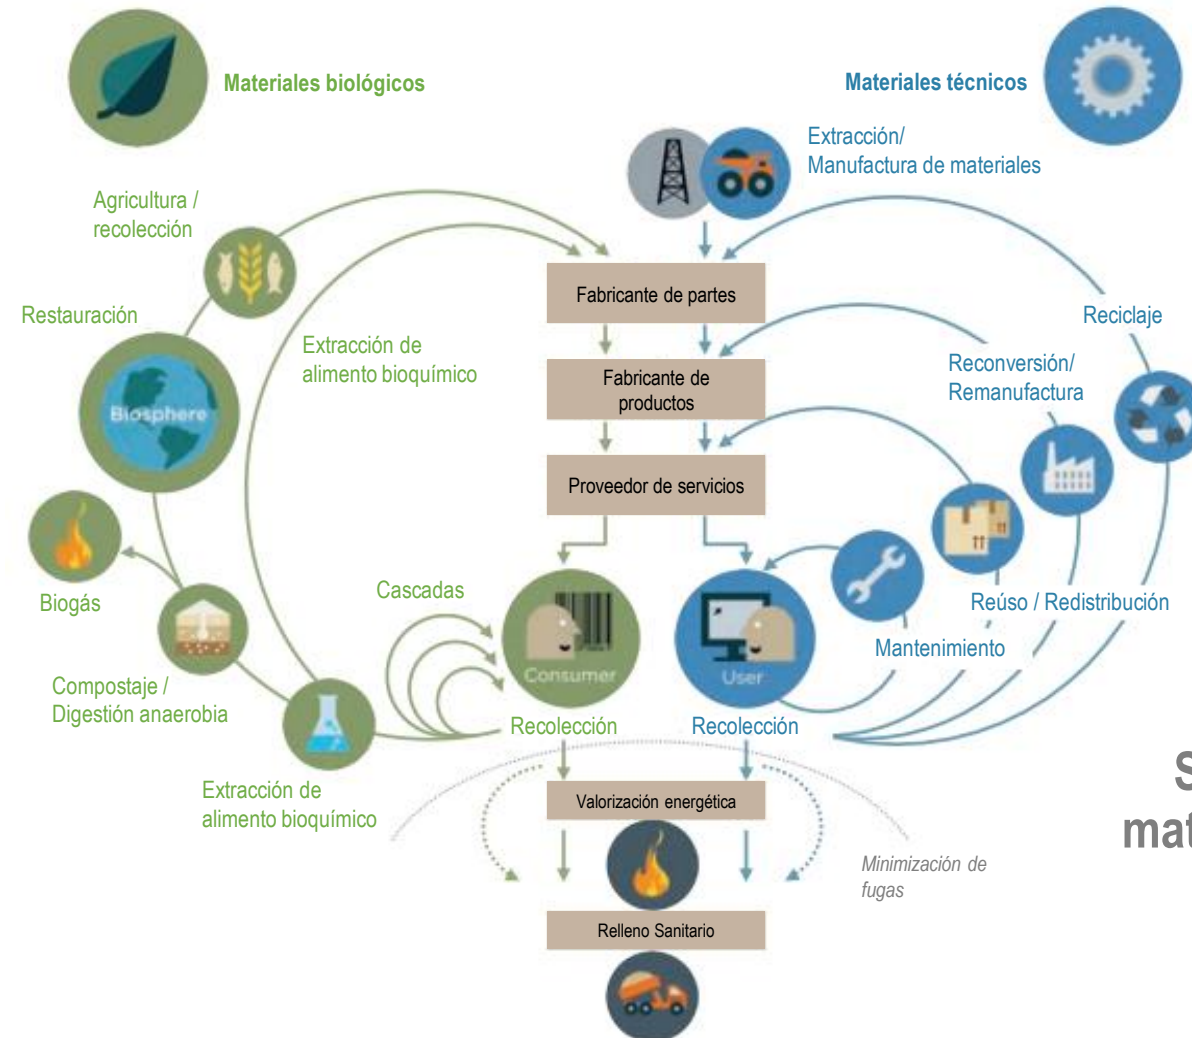 Materiales biológicos
Materiales técnicos
Extracción/
Manufactura de materiales
Agricultura /
recolección
Fabricante de partes
Restauración
Reciclaje
Extracción de
alimento bioquímico
Reconversión/
Remanufactura
Fabricante de
productos
Biosphere
Proveedor de servicios
Cascadas
Biogás
Reúso / Redistribución
Mantenimiento
Consumer
User
Compostaje /
Digestión anaerobia
Recolección
Recolección
Extracción de
alimento bioquímico
Valorización energética
S
mat
Minimización de
fugas
Relleno Sanitario